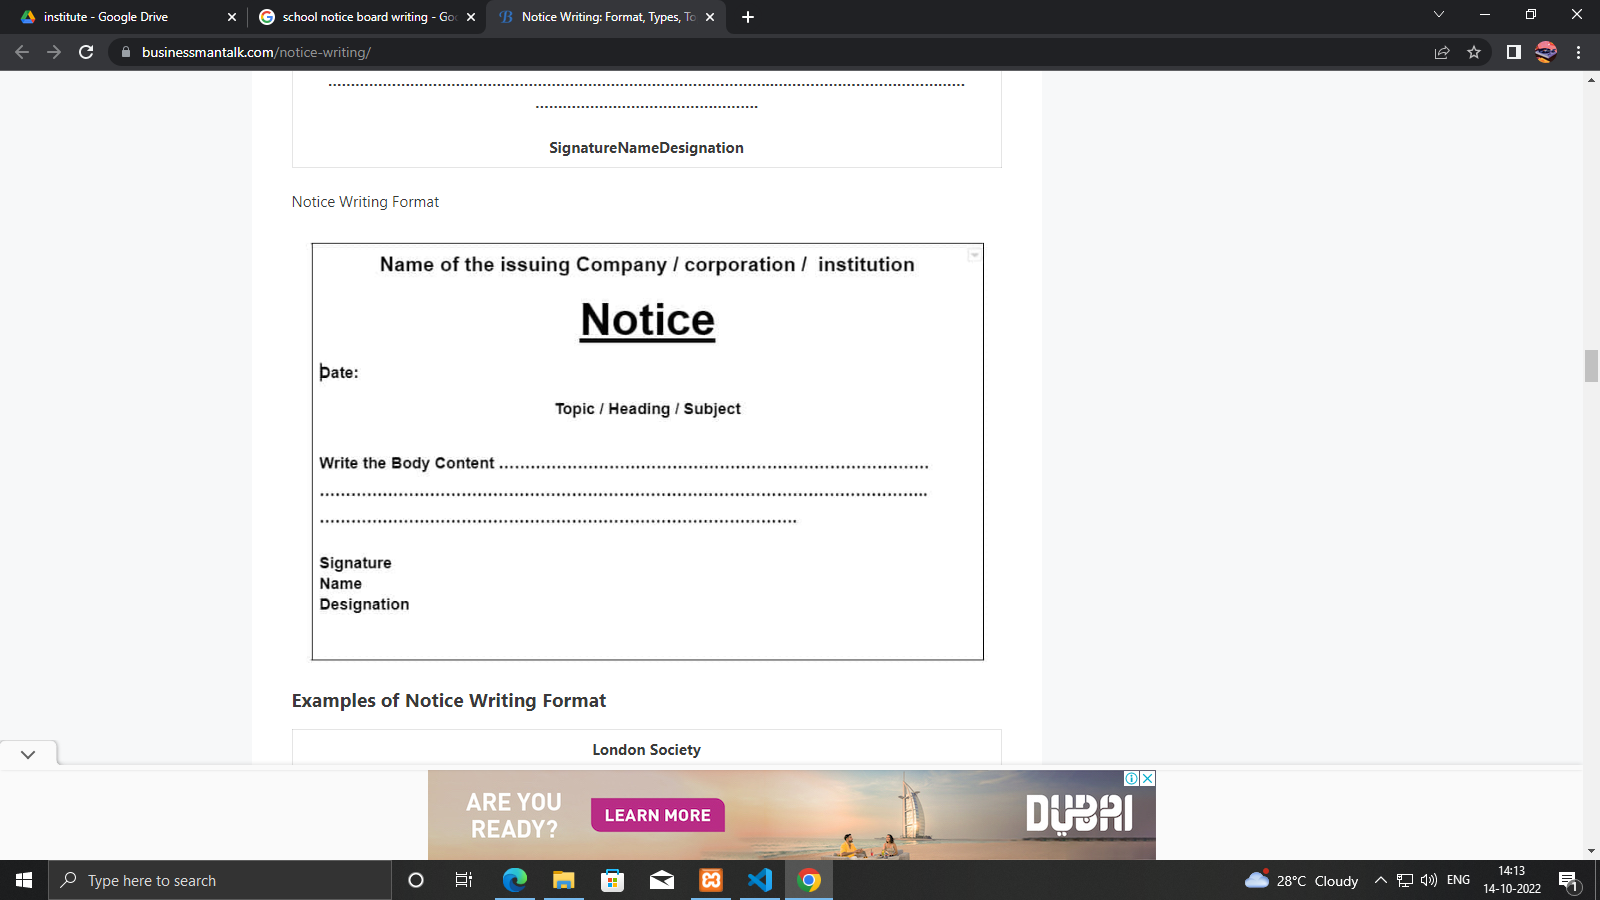 institute - Google Drive
school notice board writing - Goo
Notice Writing: Format, Types, To
businessmantalk.com/notice-writing/
................................................................................................................................................
..................................................
SignatureNameDesignation
Notice Writing Format
Name of the issuing Company / corporation / institution
Notice
Date:
Topic / Heading / Subject
Write the Body Content ..................................................................................
....................................................................................................................
...........................................................................................
Signature
Name
Designation
Examples of Notice Writing Format
London Society
ARE YOU
READY?
LEARN MORE
DUBAI
Type here to search
28°C Cloudy
ENG
14:13
14-10-2022
1